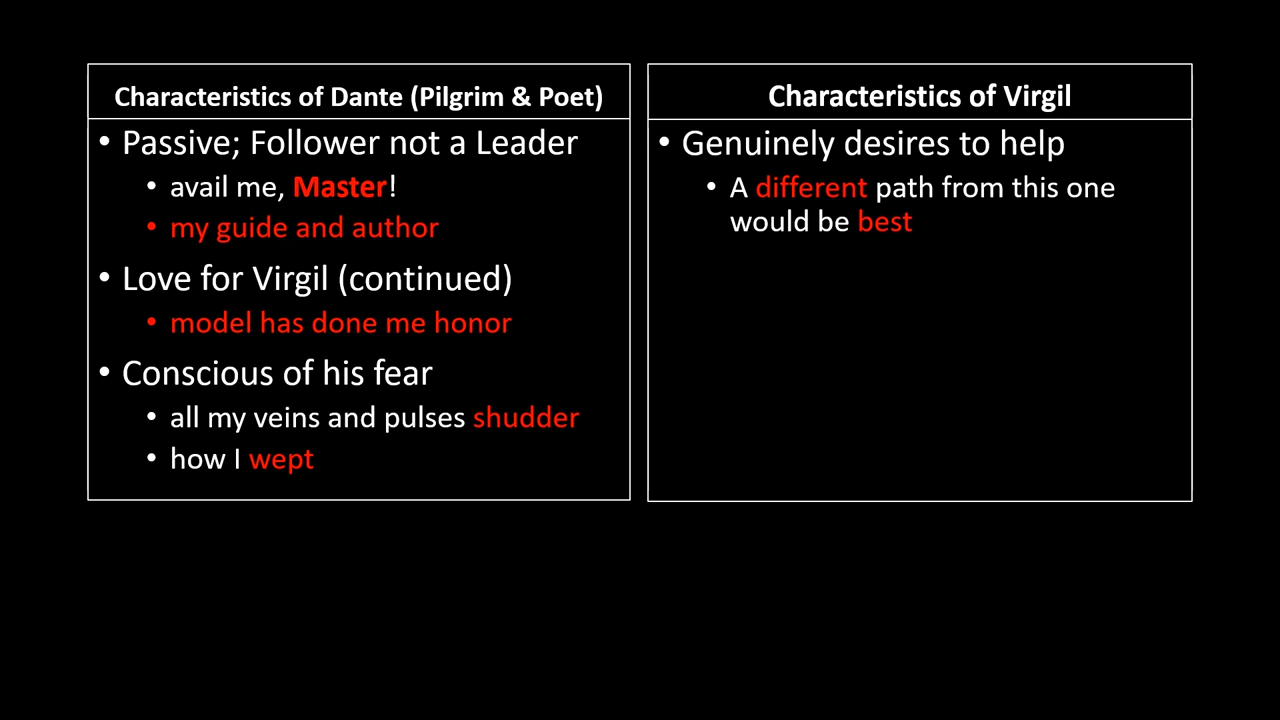 Characteristics of Dante (Pilgrim & Poet)
• Passive; Follower not a Leader
• avail me, Master!
• my guide and author
• Love for Virgil (continued)
• model has done me honor
• Conscious of his fear
• all my veins and pulses shudder
• how I wept
Characteristics of Virgil
• Genuinely desires to help
• A different path from this one
would be best